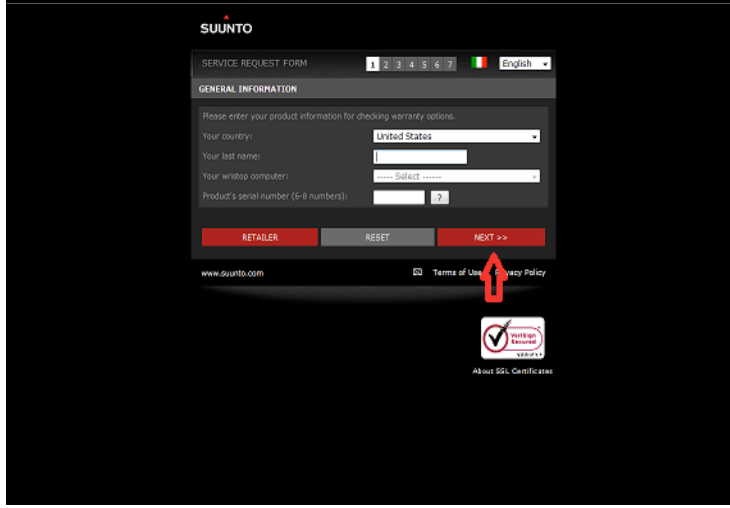 SUUNTO
SERVICE REQUEST FORM 1 2 3 4 5 6 7 English
GENERAL INFORMATION
Please enter your product information for checking warranty options.
Your country: United States
Your last name:
Your wristop computer: ----- Select ------
Product's serial number (6-8 numbers): ?
RETAILER RESET NEXT >>
www.suunto.com Terms of Use Policy
VeriSign
Secured
About SSL Certificates